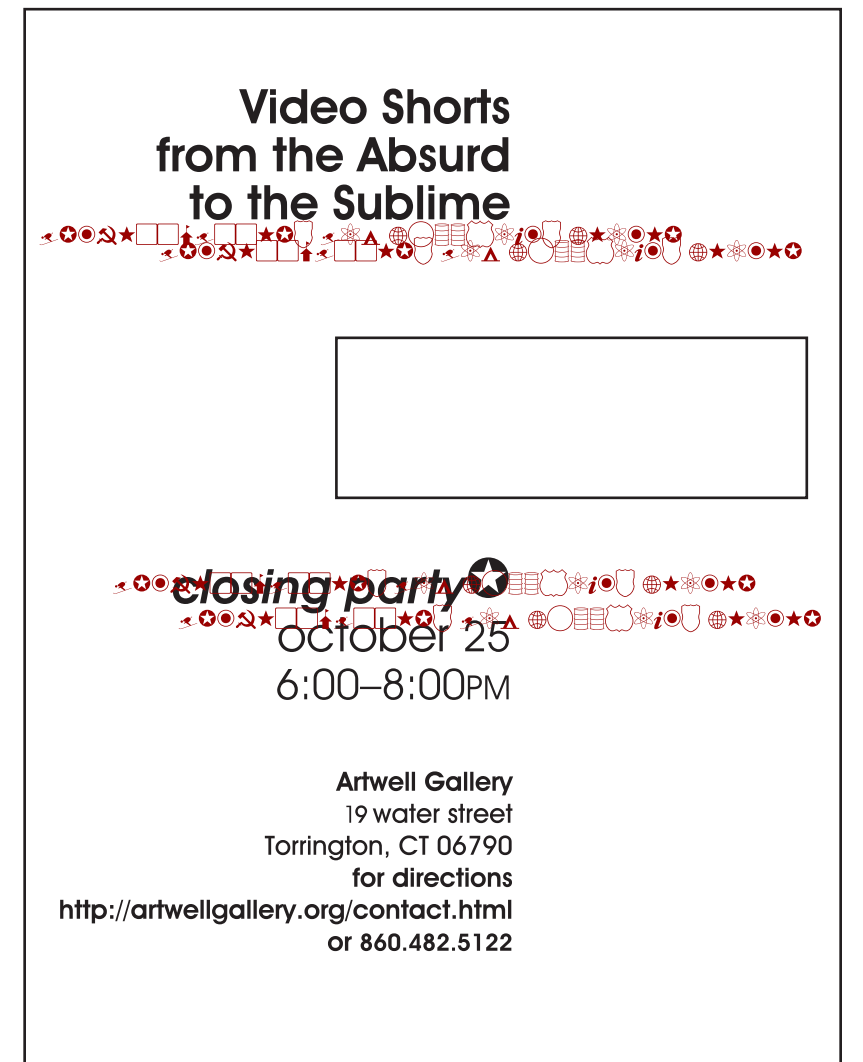 Video Shorts
from the Absurd
to the Sublime
closing party
october 25
6:00–8:00PM
Artwell Gallery
19 water street
Torrington, CT 06790
for directions
http://artwellgallery.org/contact.html
or 860.482.5122